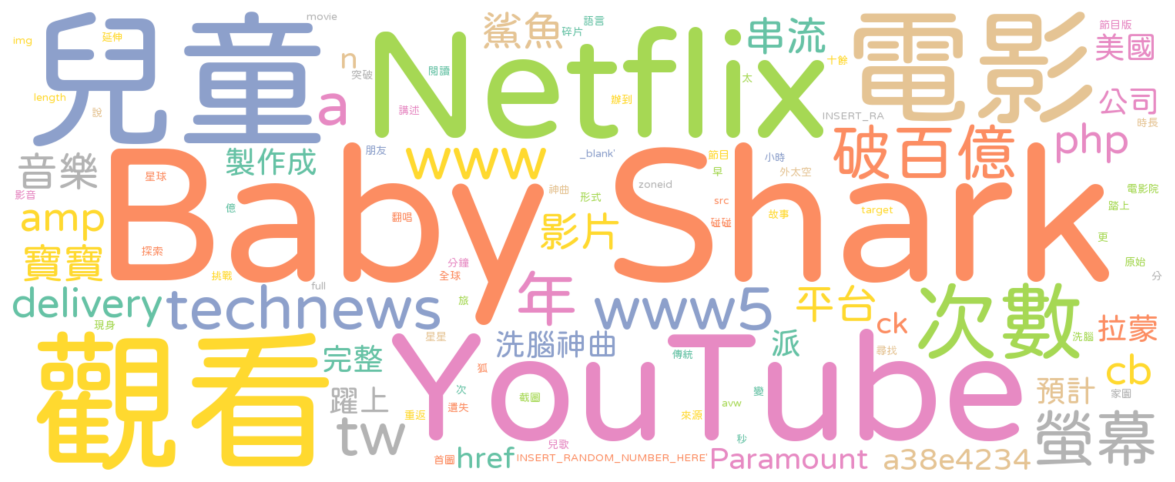 movie
兒童
Netflix
鯊魚
碎片
語言
串流
電影
節目版
美國
img
延伸
n
突破
閱讀
太
十餘
length
說
a
講述
辦到
INSERT_RA
公司
時長
音樂
製作成
朋友
www
_blank'
節目
早
小時
破百億
php
影音
星球
億
神曲
形式
zoneid
src
外太空
電影院
amp
Baby Shark
翻唱
影片
碰碰
故事
target
踏上
寶寶
探索
挑戰
分鐘
全球
full
更
原始
分
delivery
technews
旅
年
www5
平台
次數
現身
星星
洗腦神曲
派
ck
洗腦
拉蒙
觀看
完整
YouTube
傳統
尋找
狐
躍上
次
截圖
變
預計
cb
家園
tw
重返
遺失
avw
來源
秒
螢幕
兒歌
首圖
href
INSERT_RANDOM_NUMBER_HERE'
Paramount
a38e4234